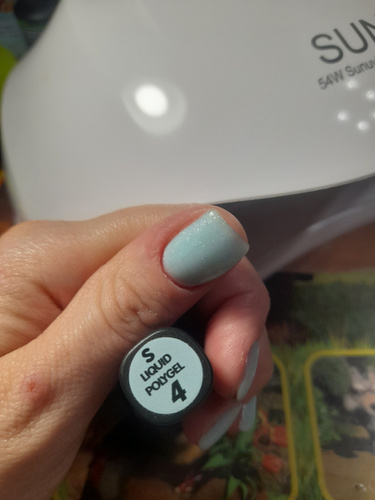 SUN
54W Sunuv
S
LIQUID
POLYGEL
4